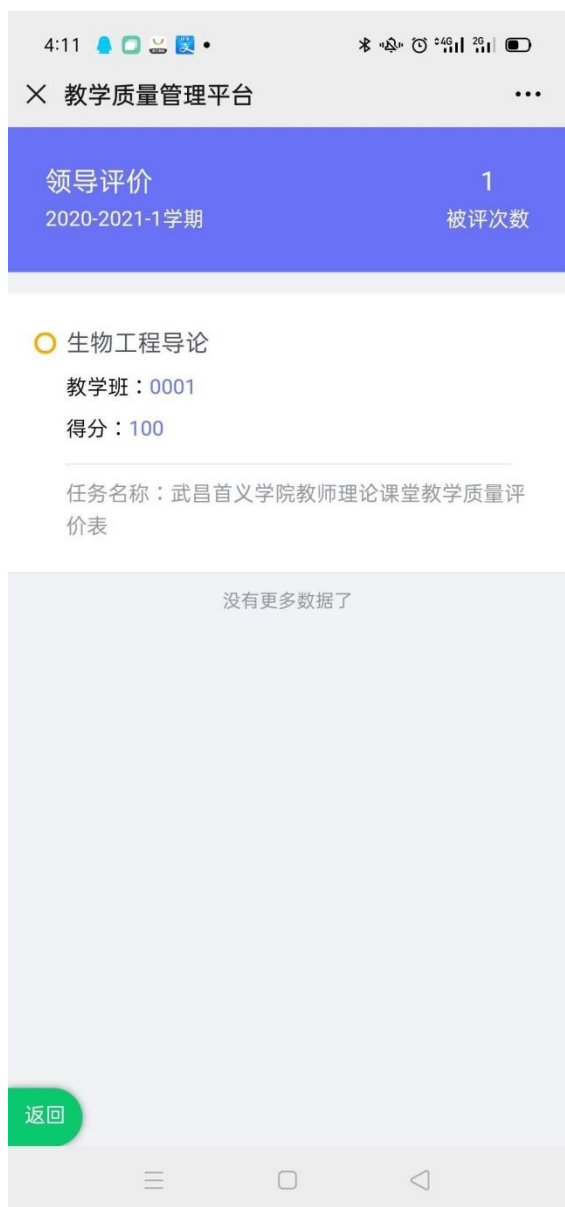 4:11
4G
2G
教学质量管理平台
领导评价
1
2020-2021-1学期
被评次数
生物工程导论
教学班：0001
得分：100
任务名称：武昌首义学院教师理论课堂教学质量评
价表
没有更多数据了
返回